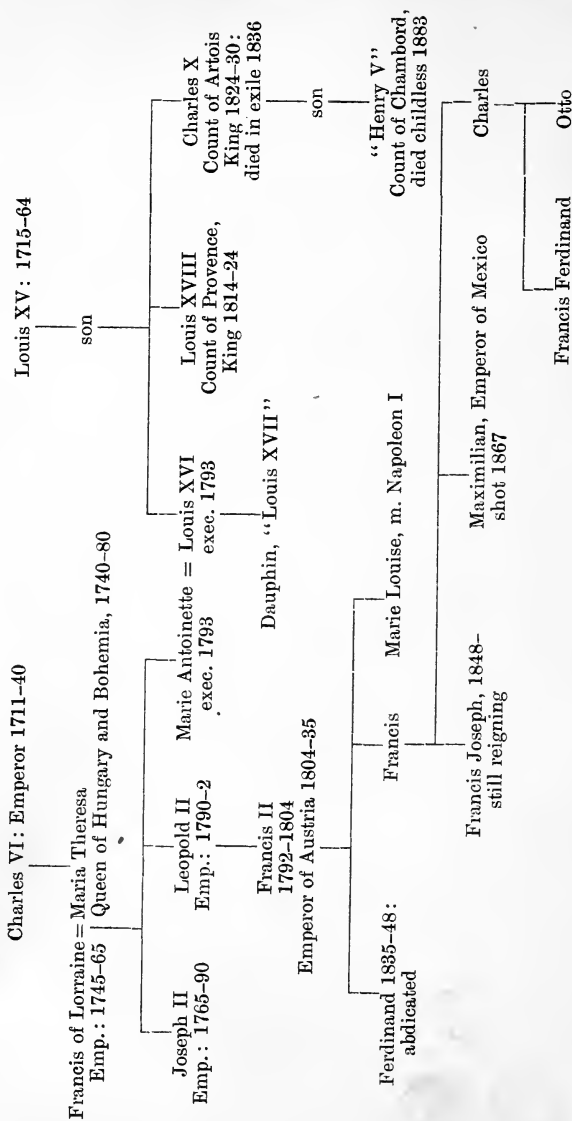 Charles VI: Emperor 1711–40
Louis XV: 1715–64
Francis of Lorraine = Maria Theresa
Emp.: 1745–65 Queen of Hungary and Bohemia, 1740–80
son
Joseph II
Emp.: 1765–90
Leopold II
Emp.: 1790–2
Marie Antoinette = Louis XVI
exec. 1793 exec. 1793
Louis XVIII
Count of Provence,
King 1814–24
Charles X
Count of Artois
King 1824–30:
died in exile 1836
Dauphin, “Louis XVII”
son
Francis II
1792–1804
Emperor of Austria 1804–35
“Henry V”
Count of Chambord,
died childless 1883
Ferdinand 1835–48:
abdicated
Francis
Marie Louise, m. Napoleon I
Francis Joseph, 1848–
still reigning
Maximilian, Emperor of Mexico
shot 1867
Charles
Francis Ferdinand
Otto